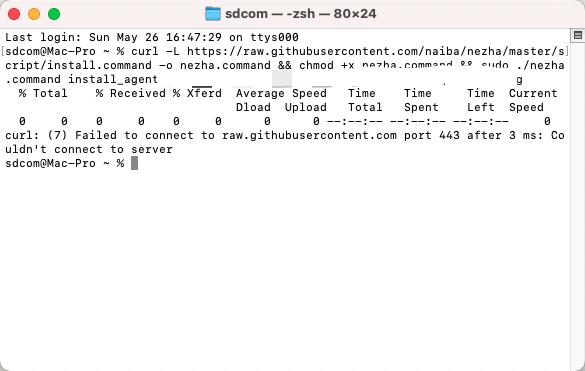 sdcom — -zsh — 80×24
Last login: Sun May 26 16:47:29 on ttys000
[sdcom@Mac-Pro ~ % curl -L https://raw.githubusercontent.com/naiba/nezha/master/s]
cript/install.command -o nezha.command && chmod +x nezha.command && sudo ./nezha
.command install_agent g
% Total % Received % Xferd Average Speed Time Time Time Current
Dload Upload Total Spent Left Speed
0 0 0 0 0 0 0 0 --:--:-- --:--:-- --:--:-- 0
curl: (7) Failed to connect to raw.githubusercontent.com port 443 after 3 ms: Co
uldn't connect to server
sdcom@Mac-Pro ~ %